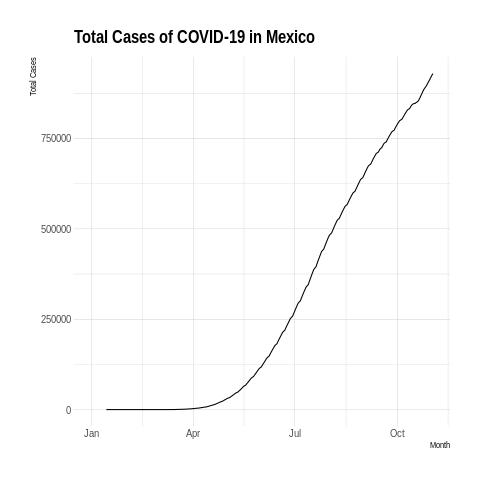 Total Cases of COVID-19 in Mexico
Total Cases
750000
500000
250000
0
Jan Apr Jul Oct
Month